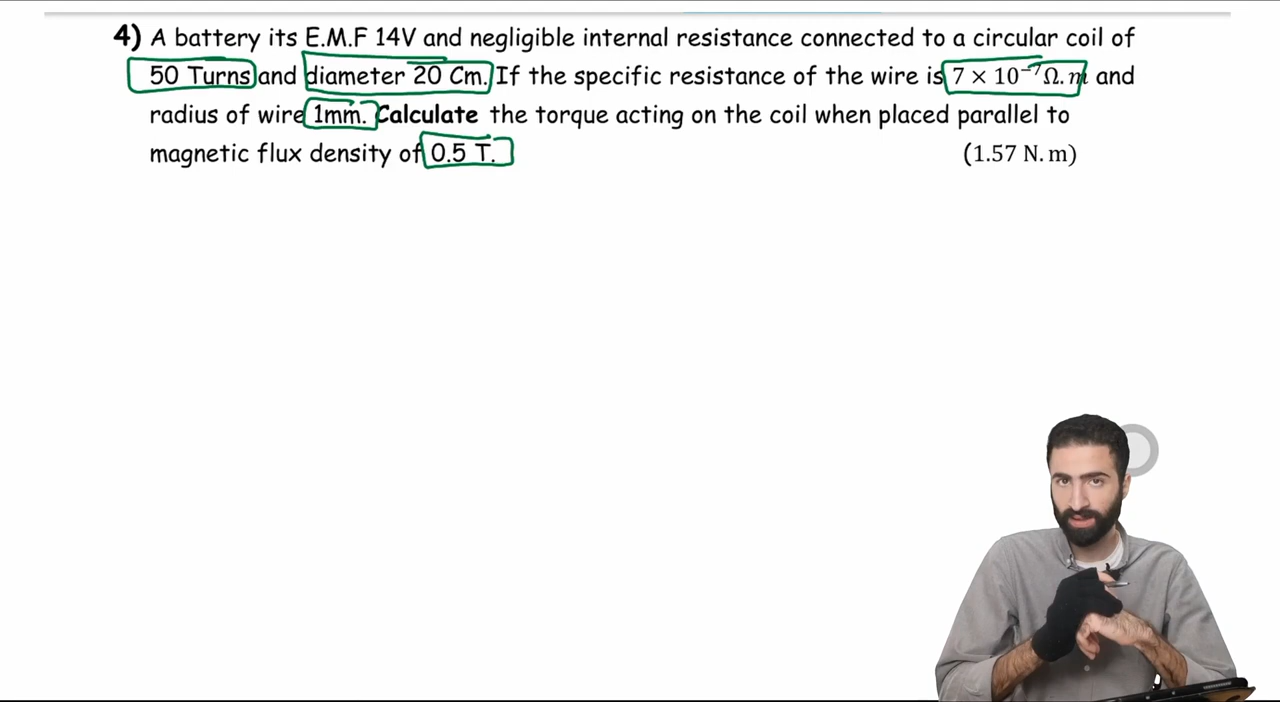 4) A battery its E.M.F 14V and negligible internal resistance connected to a circular coil of
50 Turns and diameter 20 Cm. If the specific resistance of the wire is 7 × 10⁻⁷Ω.m and
radius of wire 1mm. Calculate the torque acting on the coil when placed parallel to
magnetic flux density of 0.5 T. (1.57 N.m)